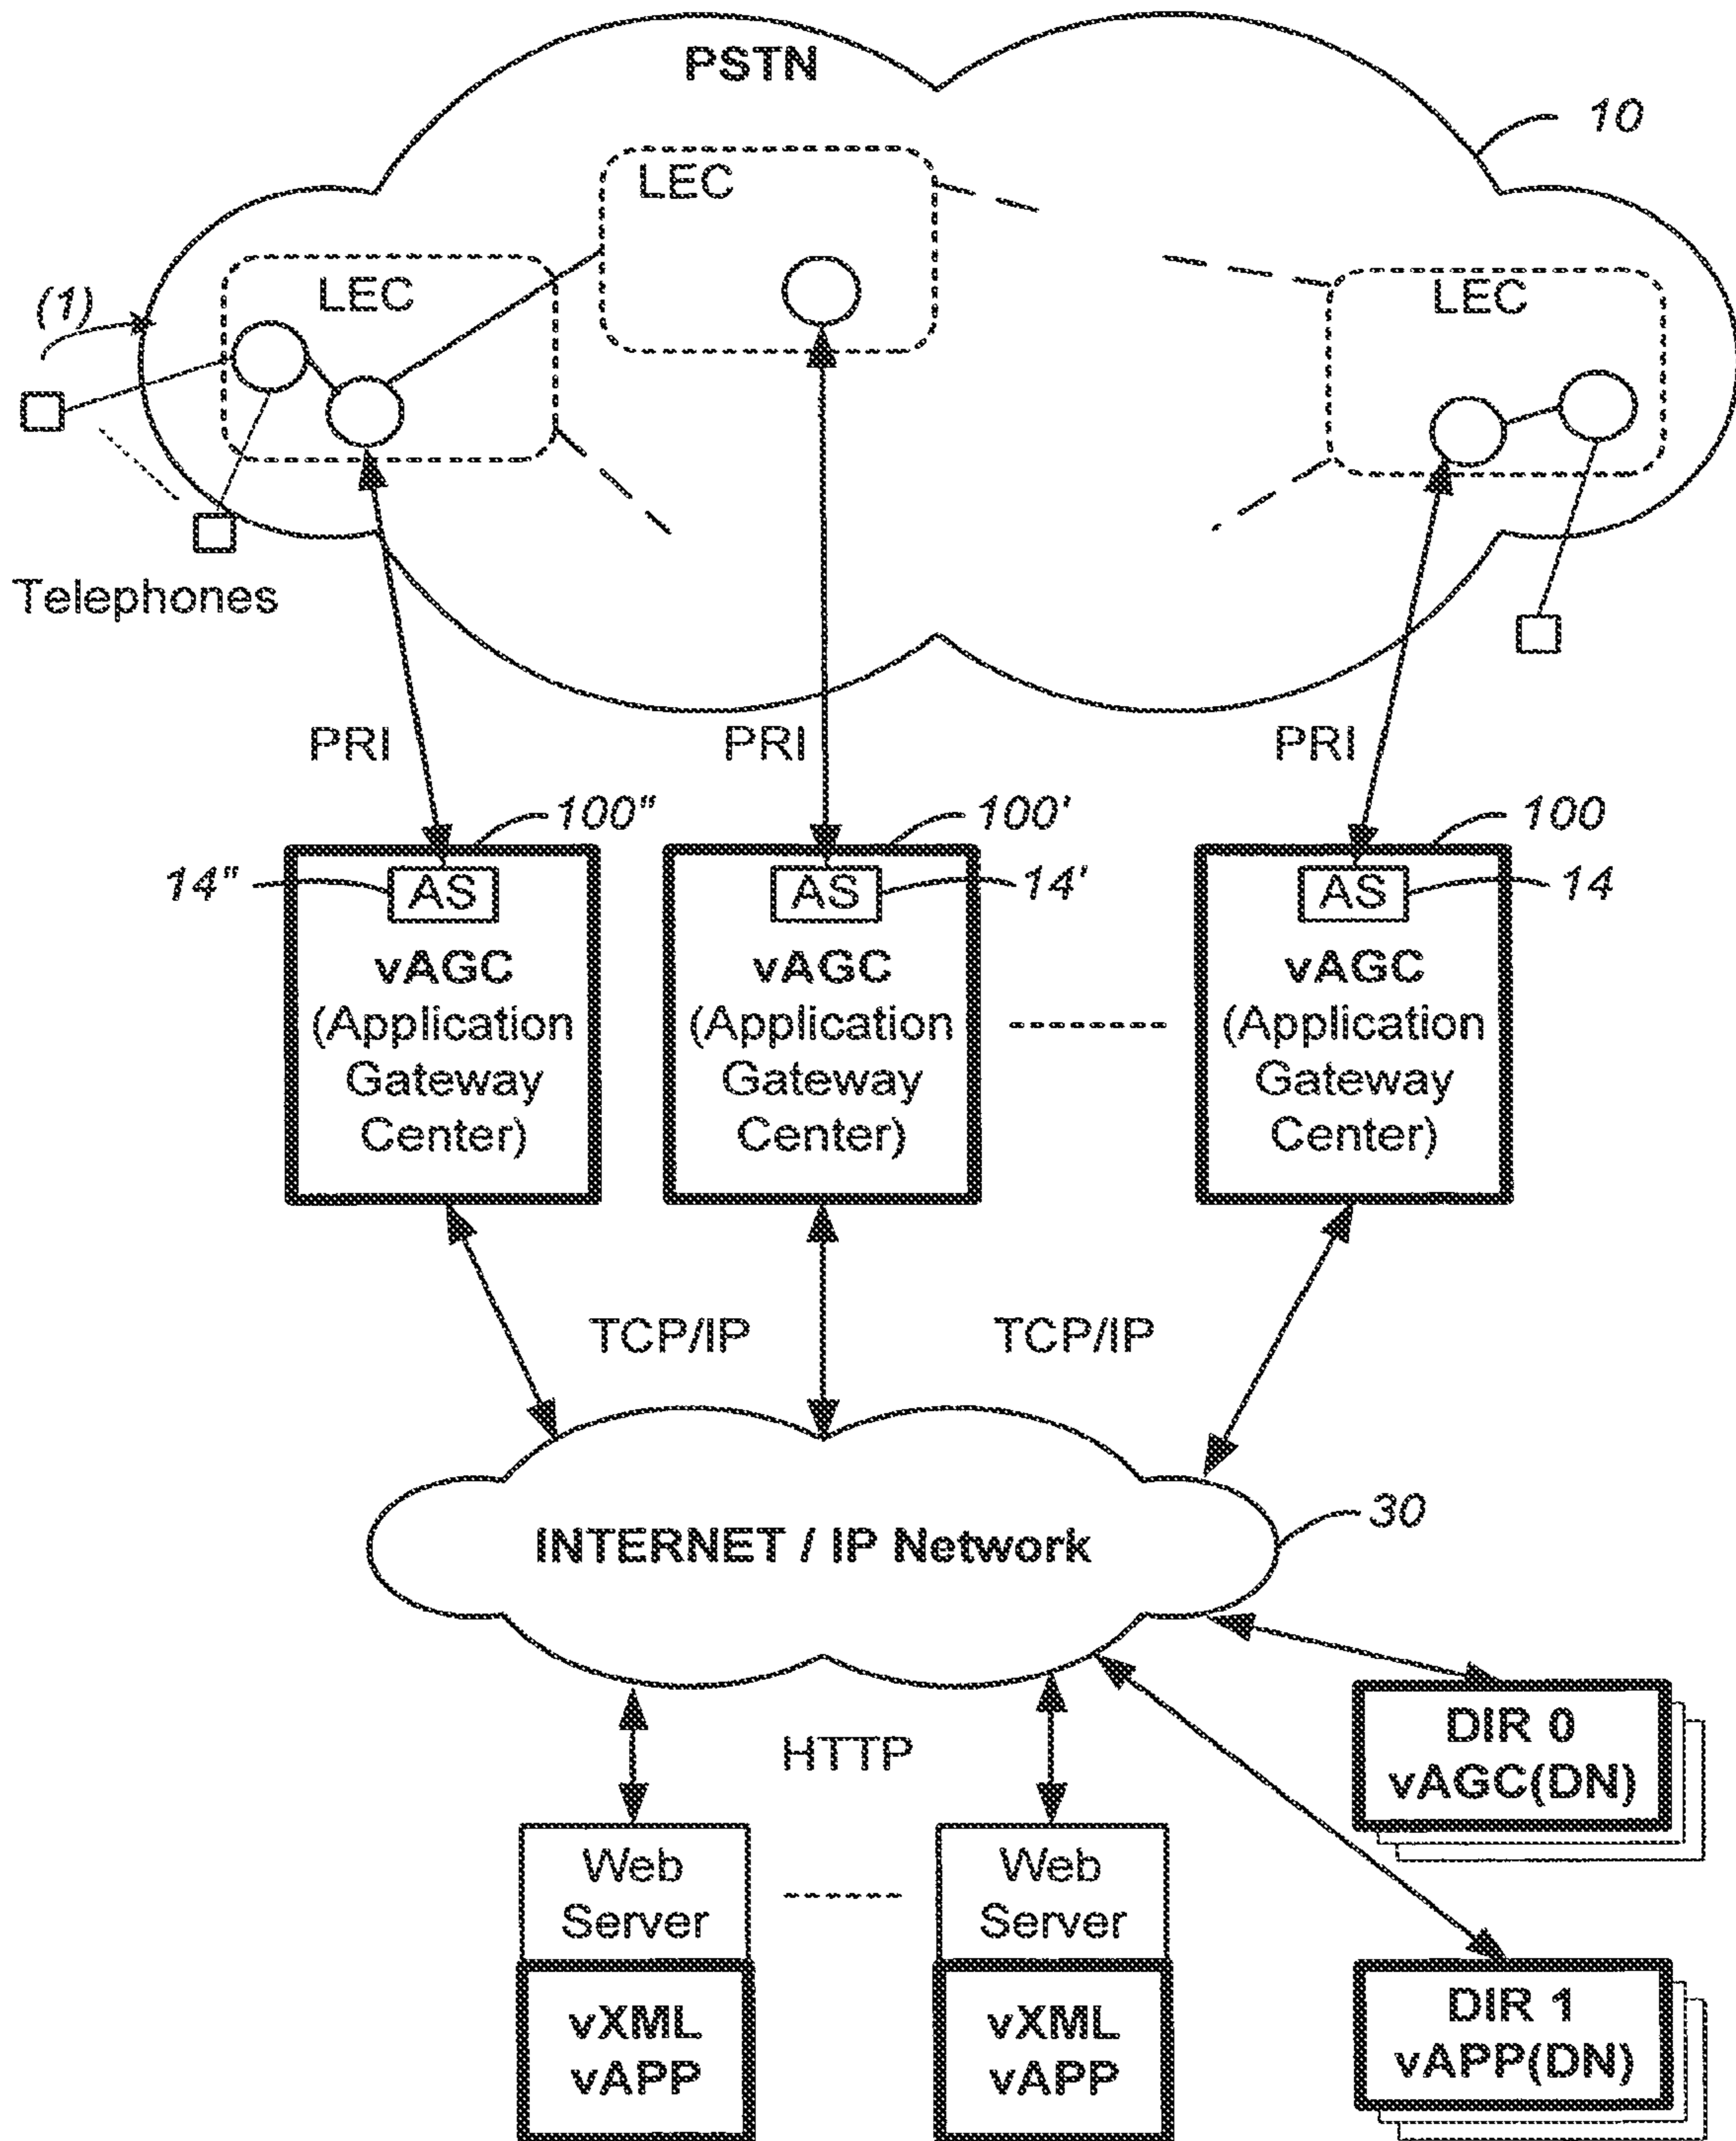 PSTN
10
LEC
LEC
LEC
(1)
Telephones
PRI
PRI
PRI
100"
100'
100
14"
AS
AS
14'
AS
14
vAGC
(Application
Gateway
Center)
vAGC
(Application
Gateway
Center)
vAGC
(Application
Gateway
Center)
TCP/IP
TCP/IP
30
INTERNET / IP Network
HTTP
DIR 0
vAGC(DN)
Web
Server
Web
Server
vXML
vAPP
vXML
vAPP
DIR 1
vAPP(DN)